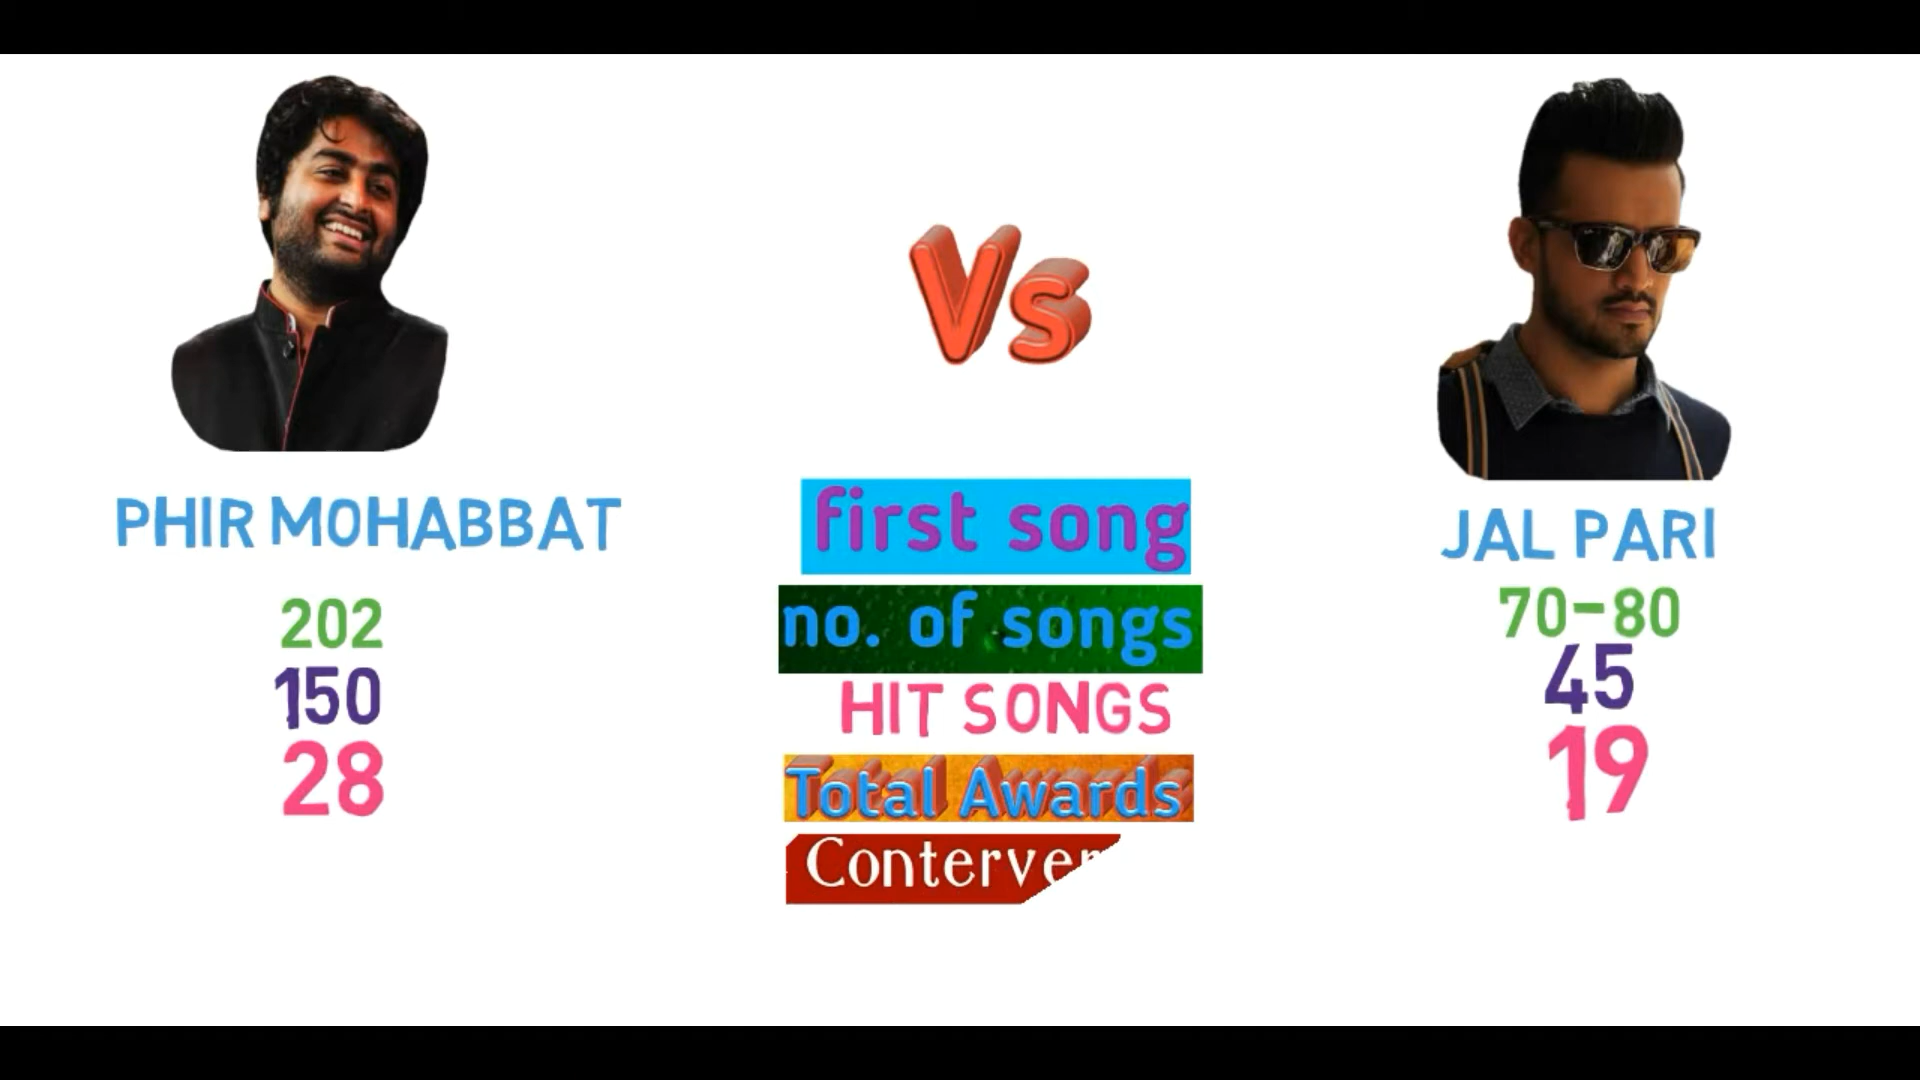 Vs
PHIR MOHABBAT first song JAL PARI
202 no. of songs 70-80
150 HIT SONGS 45
28 Total Awards 19
Conterver